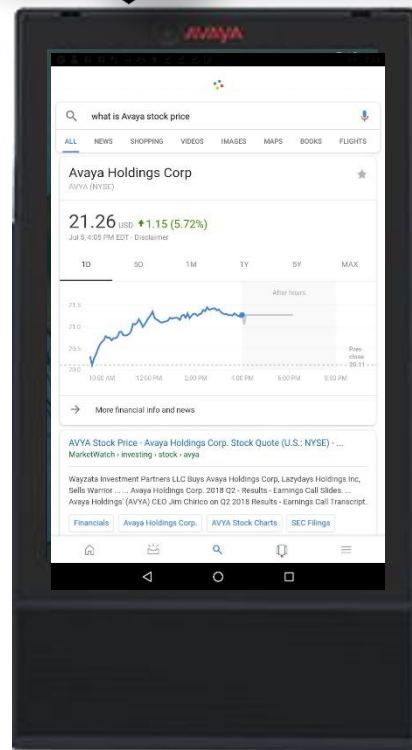 AVAYA
what is Avaya stock price
ALL NEWS SHOPPING VIDEOS IMAGES MAPS BOOKS FLIGHTS
Avaya Holdings Corp
AVYA (NYSE)
21.26 USD 1.15 (5.72%)
Jul 5, 4:05 PM EDT · Disclaimer
1D 5D 1M 1Y 5Y MAX
After hours
21.5
21.0
20.5
20.0
Prev
close
20.11
10:00 AM 12:00 PM 2:00 PM 4:00 PM 6:00 PM 8:00 PM
More financial info and news
AVYA Stock Price - Avaya Holdings Corp. Stock Quote (U.S.: NYSE) - ...
MarketWatch › investing › stock › avya
Wayzata Investment Partners LLC Buys Avaya Holdings Corp, Lazydays Holdings Inc,
Sells Warrior ... ... Avaya Holdings Corp. 2018 Q2 - Results - Earnings Call Slides. ...
Avaya Holdings' (AVYA) CEO Jim Chirico on Q2 2018 Results - Earnings Call Transcript.
Financials Avaya Holdings Corp. AVYA Stock Charts SEC Filings